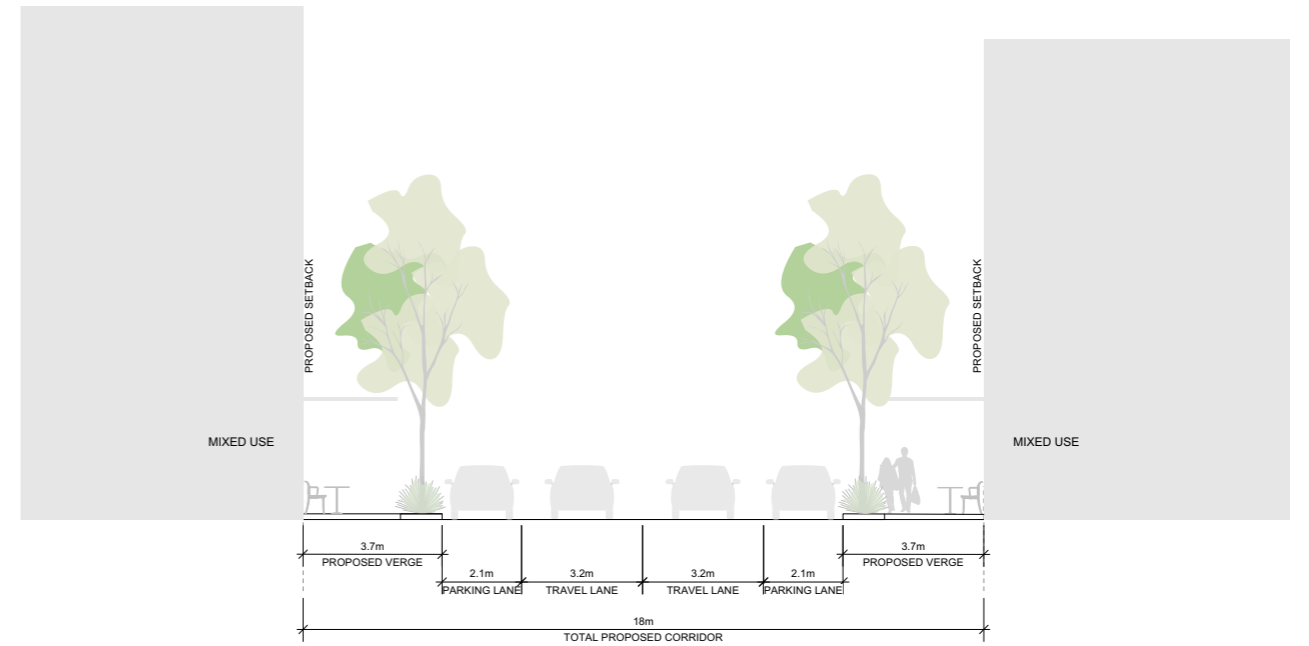 PROPOSED SETBACK
PROPOSED SETBACK
MIXED USE
MIXED USE
3.7m
PROPOSED VERGE
3.7m
PROPOSED VERGE
2.1m
PARKING LANE
3.2m
TRAVEL LANE
3.2m
TRAVEL LANE
2.1m
PARKING LANE
18m
TOTAL PROPOSED CORRIDOR